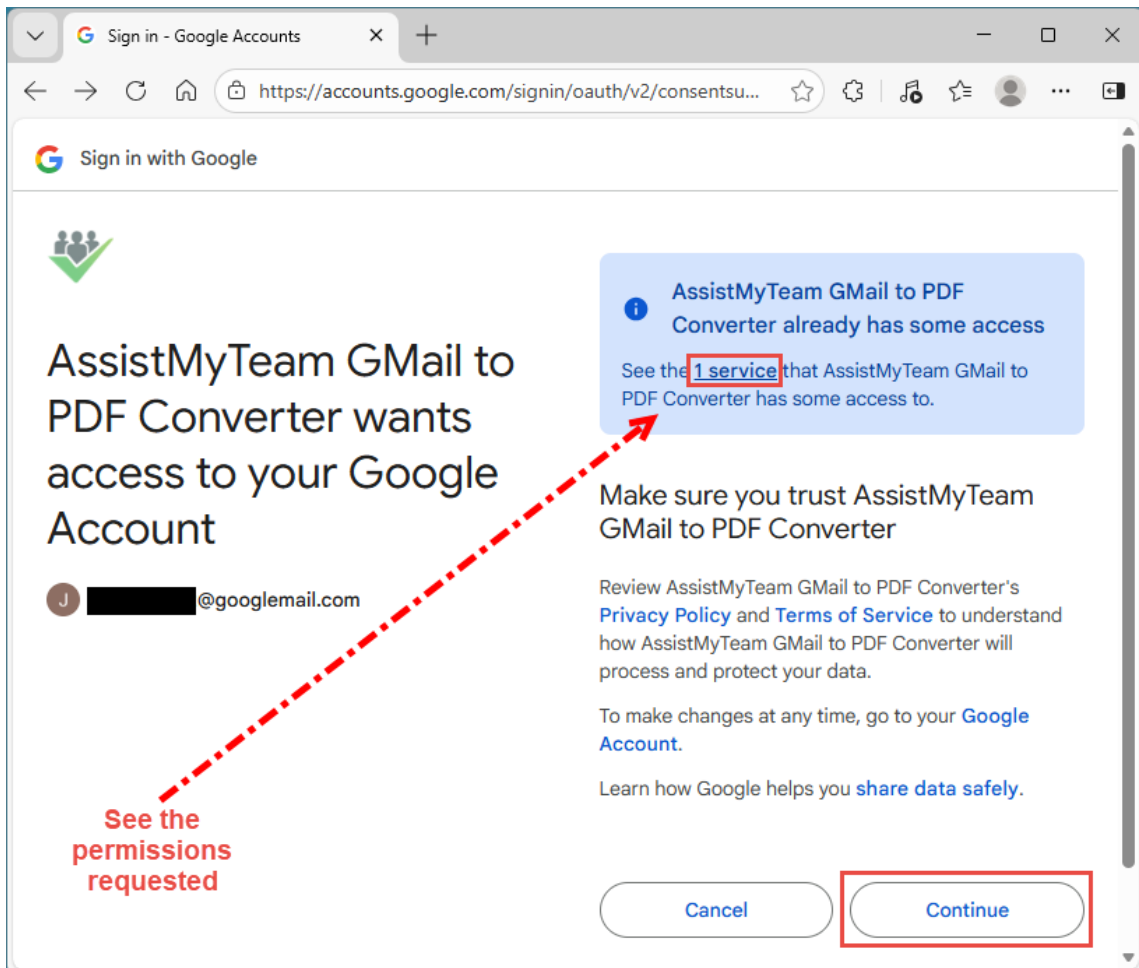 Sign in - Google Accounts
https://accounts.google.com/signin/oauth/v2/consentsu...
Sign in with Google
AssistMyTeam GMail to
PDF Converter wants
access to your Google
Account
J
@googlemail.com
AssistMyTeam GMail to PDF
Converter already has some access
See the 1 service that AssistMyTeam GMail to
PDF Converter has some access to.
Make sure you trust AssistMyTeam
GMail to PDF Converter
Review AssistMyTeam GMail to PDF Converter's
Privacy Policy and Terms of Service to understand
how AssistMyTeam GMail to PDF Converter will
process and protect your data.
To make changes at any time, go to your Google
Account.
Learn how Google helps you share data safely.
See the
permissions
requested
Cancel
Continue